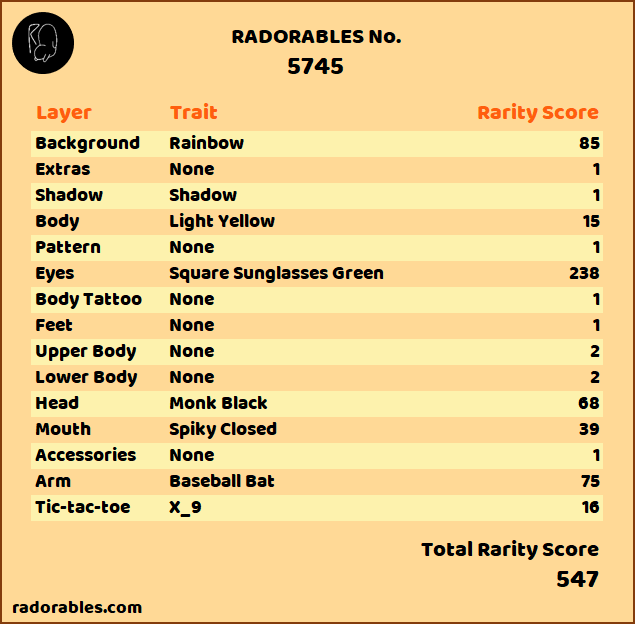 RADORABLES No.
5745
Layer Trait Rarity Score
Background Rainbow 85
Extras None 1
Shadow Shadow 1
Body Light Yellow 15
Pattern None 1
Eyes Square Sunglasses Green 238
Body Tattoo None 1
Feet None 1
Upper Body None 2
Lower Body None 2
Head Monk Black 68
Mouth Spiky Closed 39
Accessories None 1
Arm Baseball Bat 75
Tic-tac-toe X_9 16
Total Rarity Score
547
radorables.com